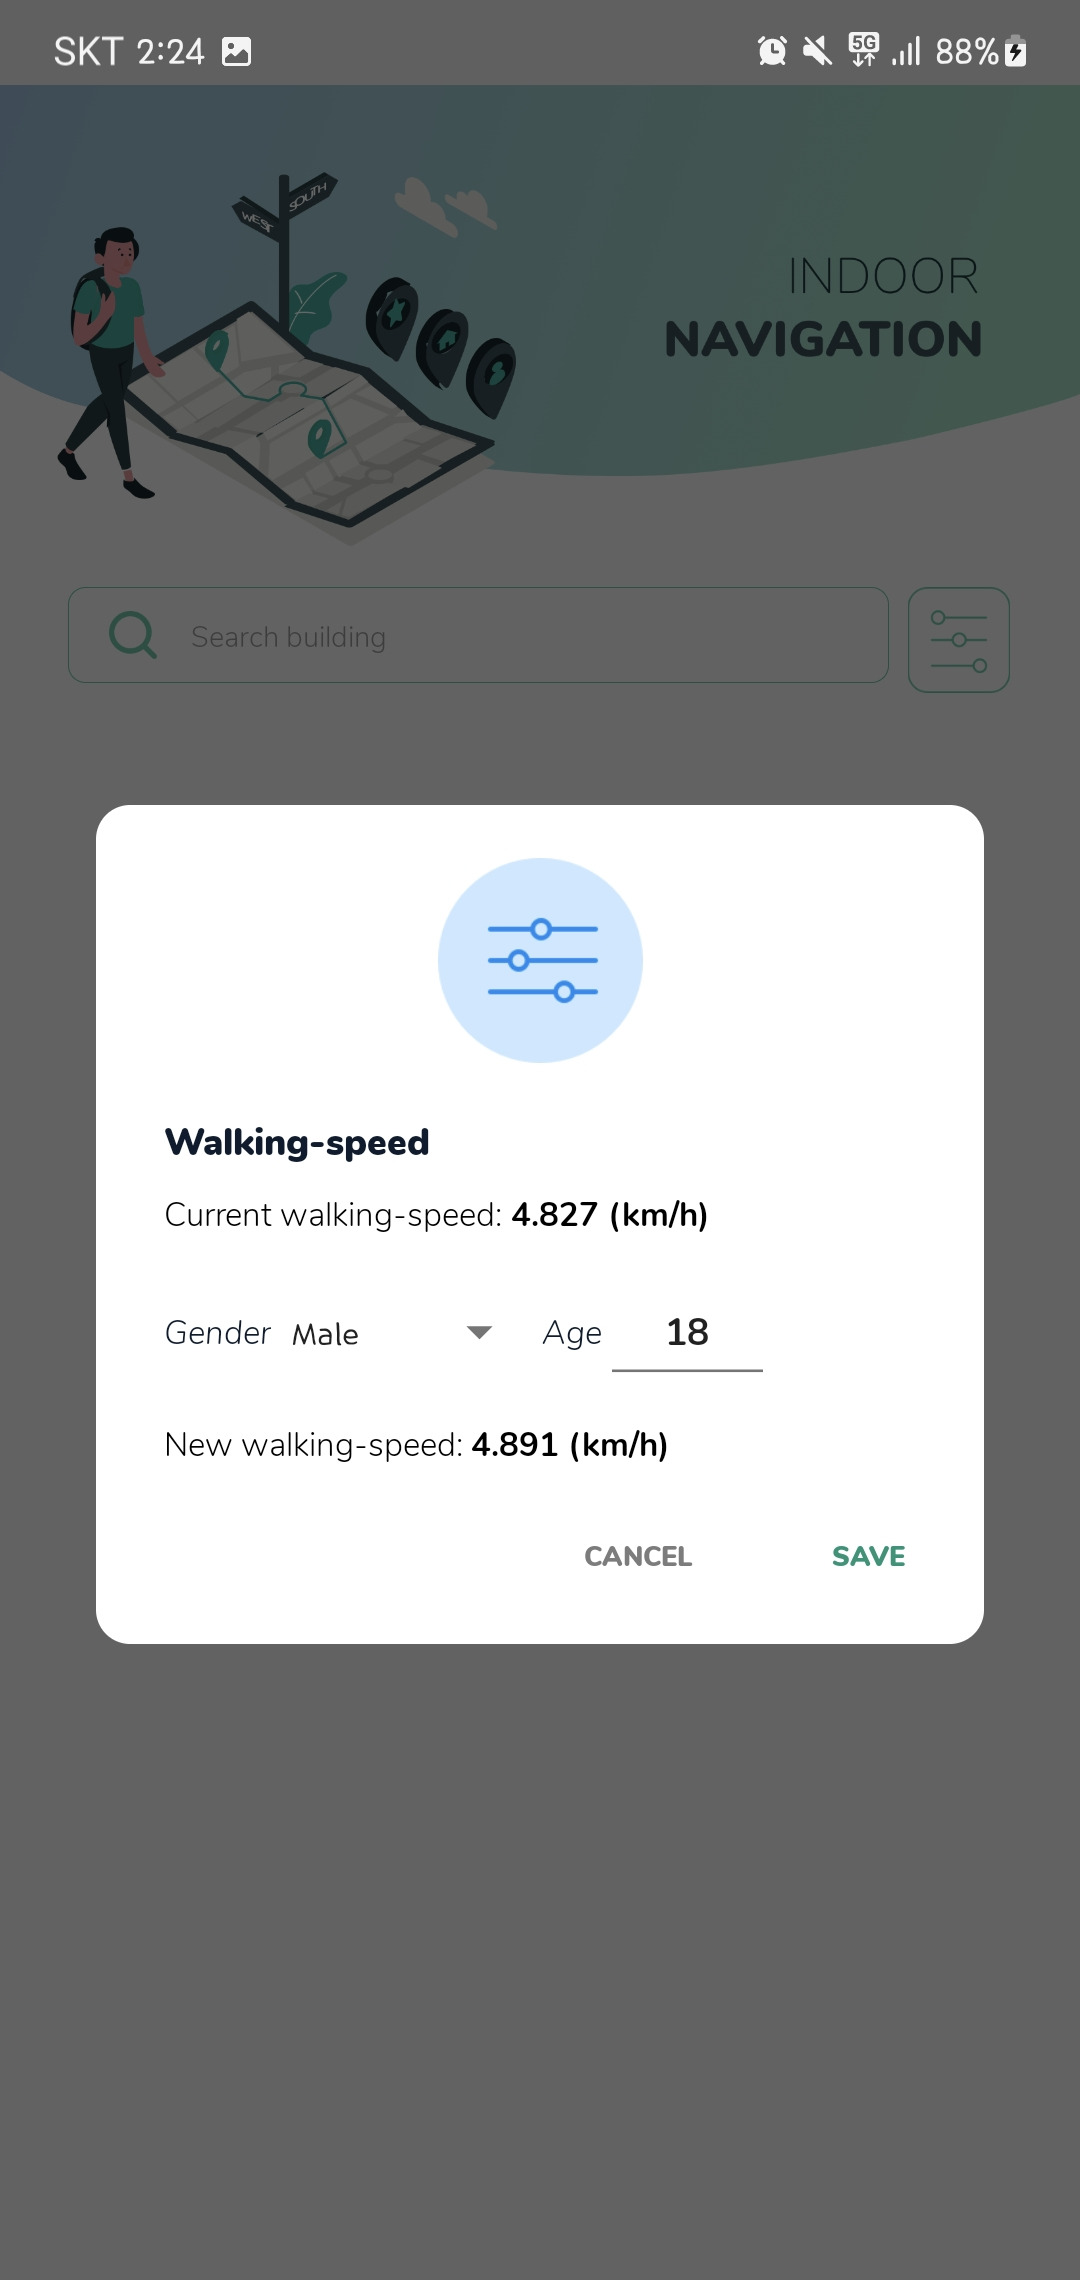 SKT 2:24 5G 88%
WEST SOUTH
INDOOR
NAVIGATION
Search building
Walking-speed
Current walking-speed: 4.827 (km/h)
Gender Male Age 18
New walking-speed: 4.891 (km/h)
CANCEL SAVE